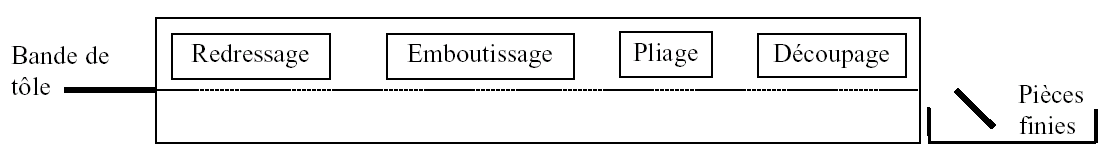 Bande de
tôle
Redressage
Emboutissage
Pliage
Découpage
Pièces
finies